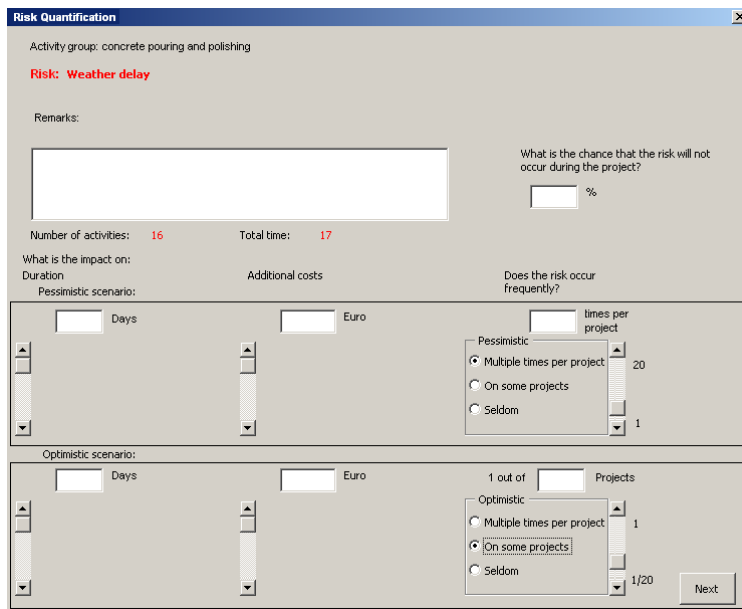 Risk Quantification
Activity group: concrete pouring and polishing
Risk: Weather delay
Remarks:
What is the chance that the risk will not
occur during the project?
%
Number of activities: 16 Total time: 17
What is the impact on:
Duration Additional costs Does the risk occur
frequently?
Pessimistic scenario:
Days Euro times per
project
Pessimistic
Multiple times per project 20
On some projects
Seldom
1
Optimistic scenario:
Days Euro 1 out of Projects
Optimistic
Multiple times per project 1
On some projects
Seldom 1/20
Next